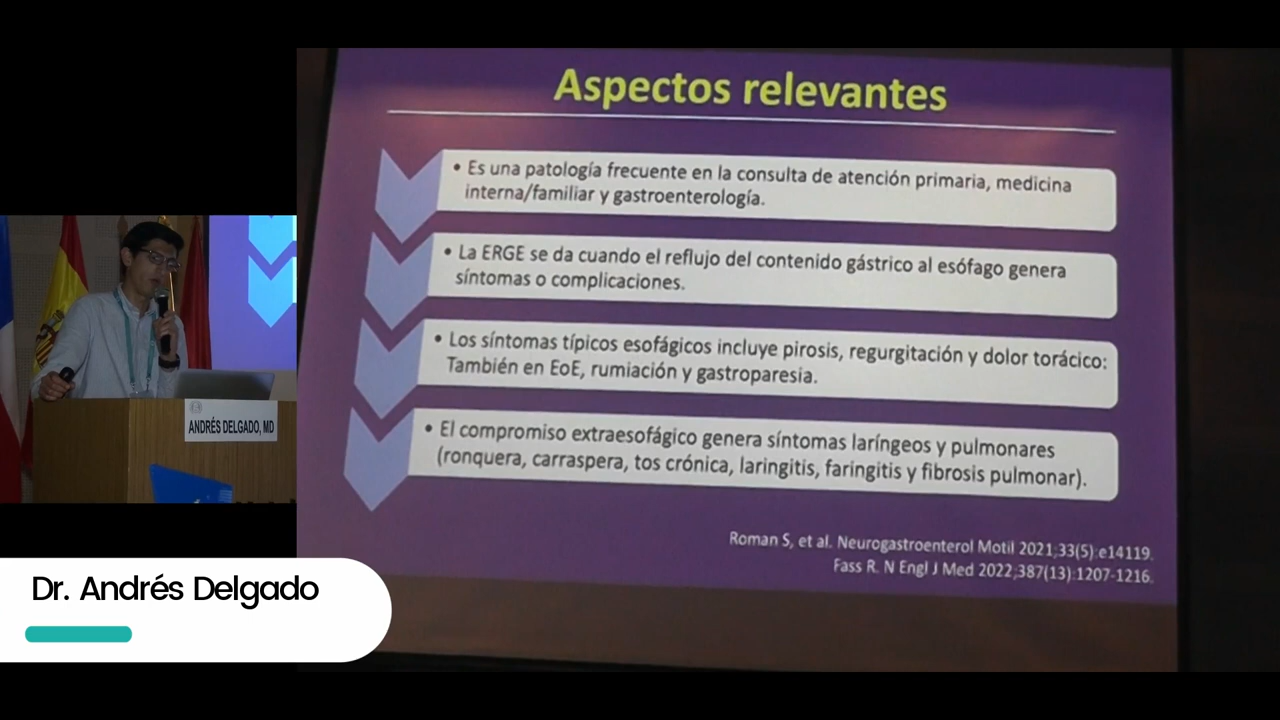 Aspectos relevantes
• Es una patología frecuente en la consulta de atención primaria, medicina
interna/familiar y gastroenterología.
• La ERGE se da cuando el reflujo del contenido gástrico al esófago genera
síntomas o complicaciones.
• Los síntomas típicos esofágicos incluye pirosis, regurgitación y dolor torácico:
También en EoE, rumiación y gastroparesia.
• El compromiso extraesofágico genera síntomas laríngeos y pulmonares
(ronquera, carraspera, tos crónica, laringitis, faringitis y fibrosis pulmonar).
Roman S, et al. Neurogastroenterol Motil 2021;33(5):e14119.
Fass R. N Engl J Med 2022;387(13):1207-1216.
ANDRÉS DELGADO, MD
Dr. Andrés Delgado